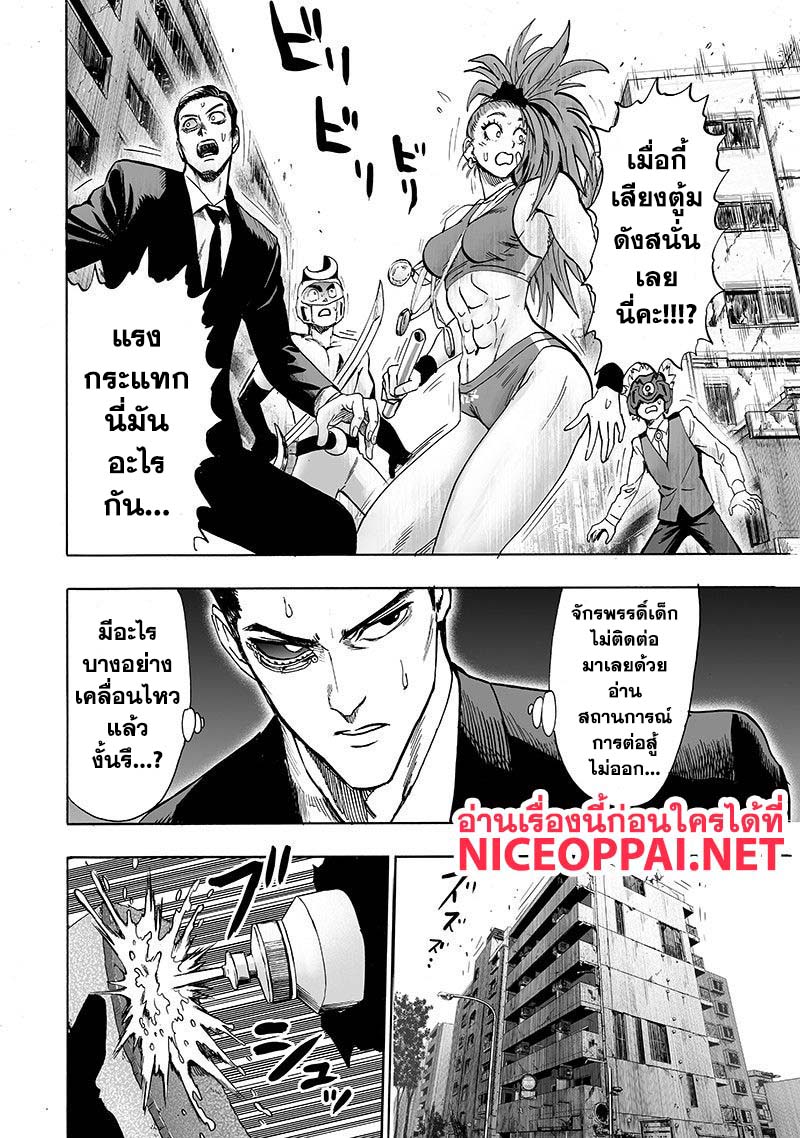 เมื่อกี้
เสียงตู้ม
ดังสนั่น
เลย
นี่คะ!!!!?
แรง
กระแทก
นี่มัน
อะไร
กัน...
ビリ
ビリビリ
จักรพรรดิ์เด็ก
ไม่ติดต่อ
มาเลยด้วย
อ่าน
สถานการณ์
การต่อสู้
ไม่ออก...
มีอะไร
บางอย่าง
เคลื่อนไหว
แล้ว
งั้นรึ...?
อ่านเรื่องนี้ก่อนใครได้ที่
NICEOPPAI.NET